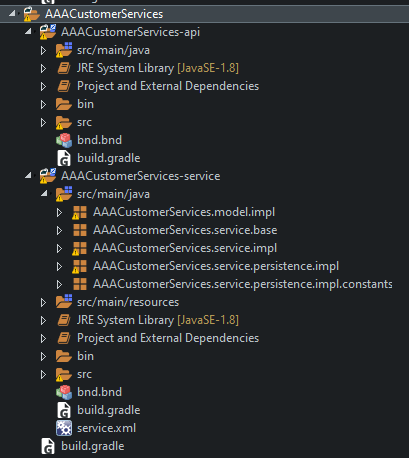 AAACustomerServices
AAACustomerServices-api
src/main/java
JRE System Library [JavaSE-1.8]
Project and External Dependencies
bin
src
bnd.bnd
build.gradle
AAACustomerServices-service
src/main/java
AAACustomerServices.model.impl
AAACustomerServices.service.base
AAACustomerServices.service.impl
AAACustomerServices.service.persistence.impl
AAACustomerServices.service.persistence.impl.constants
src/main/resources
JRE System Library [JavaSE-1.8]
Project and External Dependencies
bin
src
bnd.bnd
build.gradle
service.xml
build.gradle